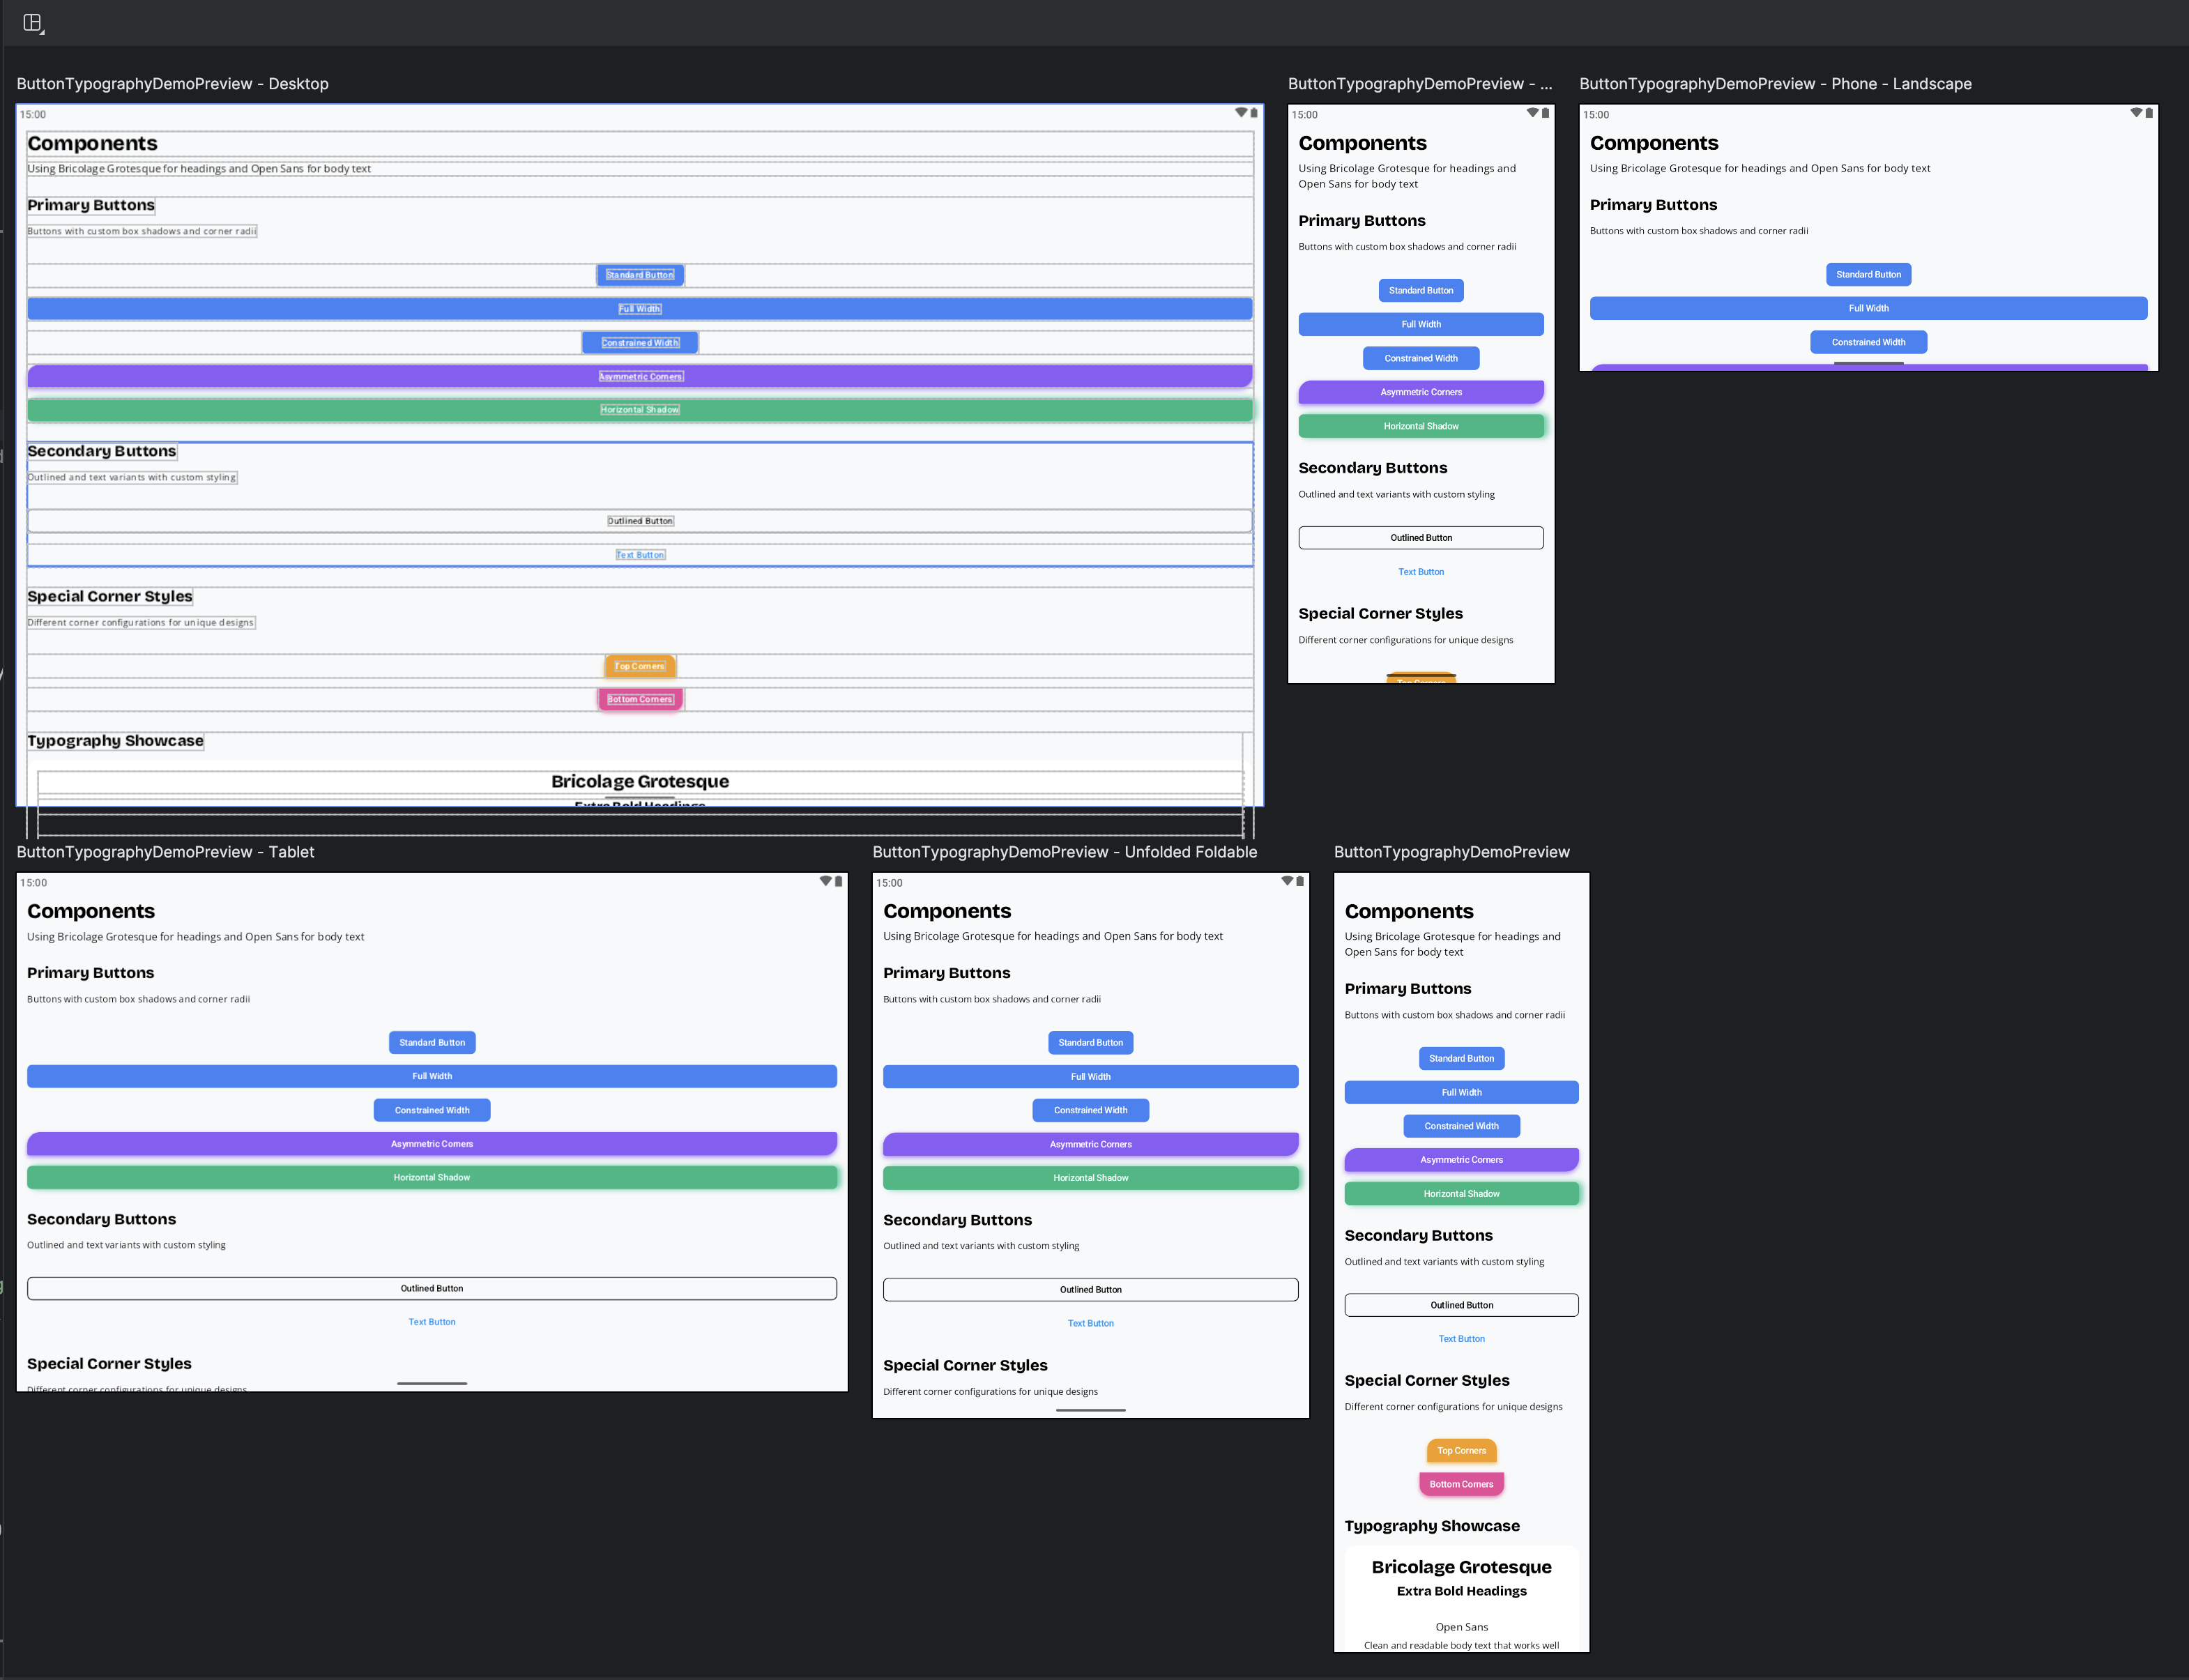 ButtonTypographyDemoPreview - Desktop
15:00
Components
Using Bricolage Grotesque for headings and Open Sans for body text
Primary Buttons
Buttons with custom box shadows and corner radii
Standard Button
Full Width
Constrained Width
Asymmetric Corners
Horizontal Shadow
Secondary Buttons
Outlined and text variants with custom styling
Outlined Button
Text Button
Special Corner Styles
Different corner configurations for unique designs
Top Corners
Bottom Corners
Typography Showcase
Bricolage Grotesque
Extra Bold Headings
ButtonTypographyDemoPreview - ...
15:00
Components
Using Bricolage Grotesque for headings and
Open Sans for body text
Primary Buttons
Buttons with custom box shadows and corner radii
Standard Button
Full Width
Constrained Width
Asymmetric Corners
Horizontal Shadow
Secondary Buttons
Outlined and text variants with custom styling
Outlined Button
Text Button
Special Corner Styles
Different corner configurations for unique designs
Top Corners
ButtonTypographyDemoPreview - Phone - Landscape
15:00
Components
Using Bricolage Grotesque for headings and Open Sans for body text
Primary Buttons
Buttons with custom box shadows and corner radii
Standard Button
Full Width
Constrained Width
ButtonTypographyDemoPreview - Tablet
15:00
Components
Using Bricolage Grotesque for headings and Open Sans for body text
Primary Buttons
Buttons with custom box shadows and corner radii
Standard Button
Full Width
Constrained Width
Asymmetric Corners
Horizontal Shadow
Secondary Buttons
Outlined and text variants with custom styling
Outlined Button
Text Button
Special Corner Styles
Different corner configurations for unique designs
ButtonTypographyDemoPreview - Unfolded Foldable
15:00
Components
Using Bricolage Grotesque for headings and Open Sans for body text
Primary Buttons
Buttons with custom box shadows and corner radii
Standard Button
Full Width
Constrained Width
Asymmetric Corners
Horizontal Shadow
Secondary Buttons
Outlined and text variants with custom styling
Outlined Button
Text Button
Special Corner Styles
Different corner configurations for unique designs
ButtonTypographyDemoPreview
Components
Using Bricolage Grotesque for headings and
Open Sans for body text
Primary Buttons
Buttons with custom box shadows and corner radii
Standard Button
Full Width
Constrained Width
Asymmetric Corners
Horizontal Shadow
Secondary Buttons
Outlined and text variants with custom styling
Outlined Button
Text Button
Special Corner Styles
Different corner configurations for unique designs
Top Corners
Bottom Corners
Typography Showcase
Bricolage Grotesque
Extra Bold Headings
Open Sans
Clean and readable body text that works well